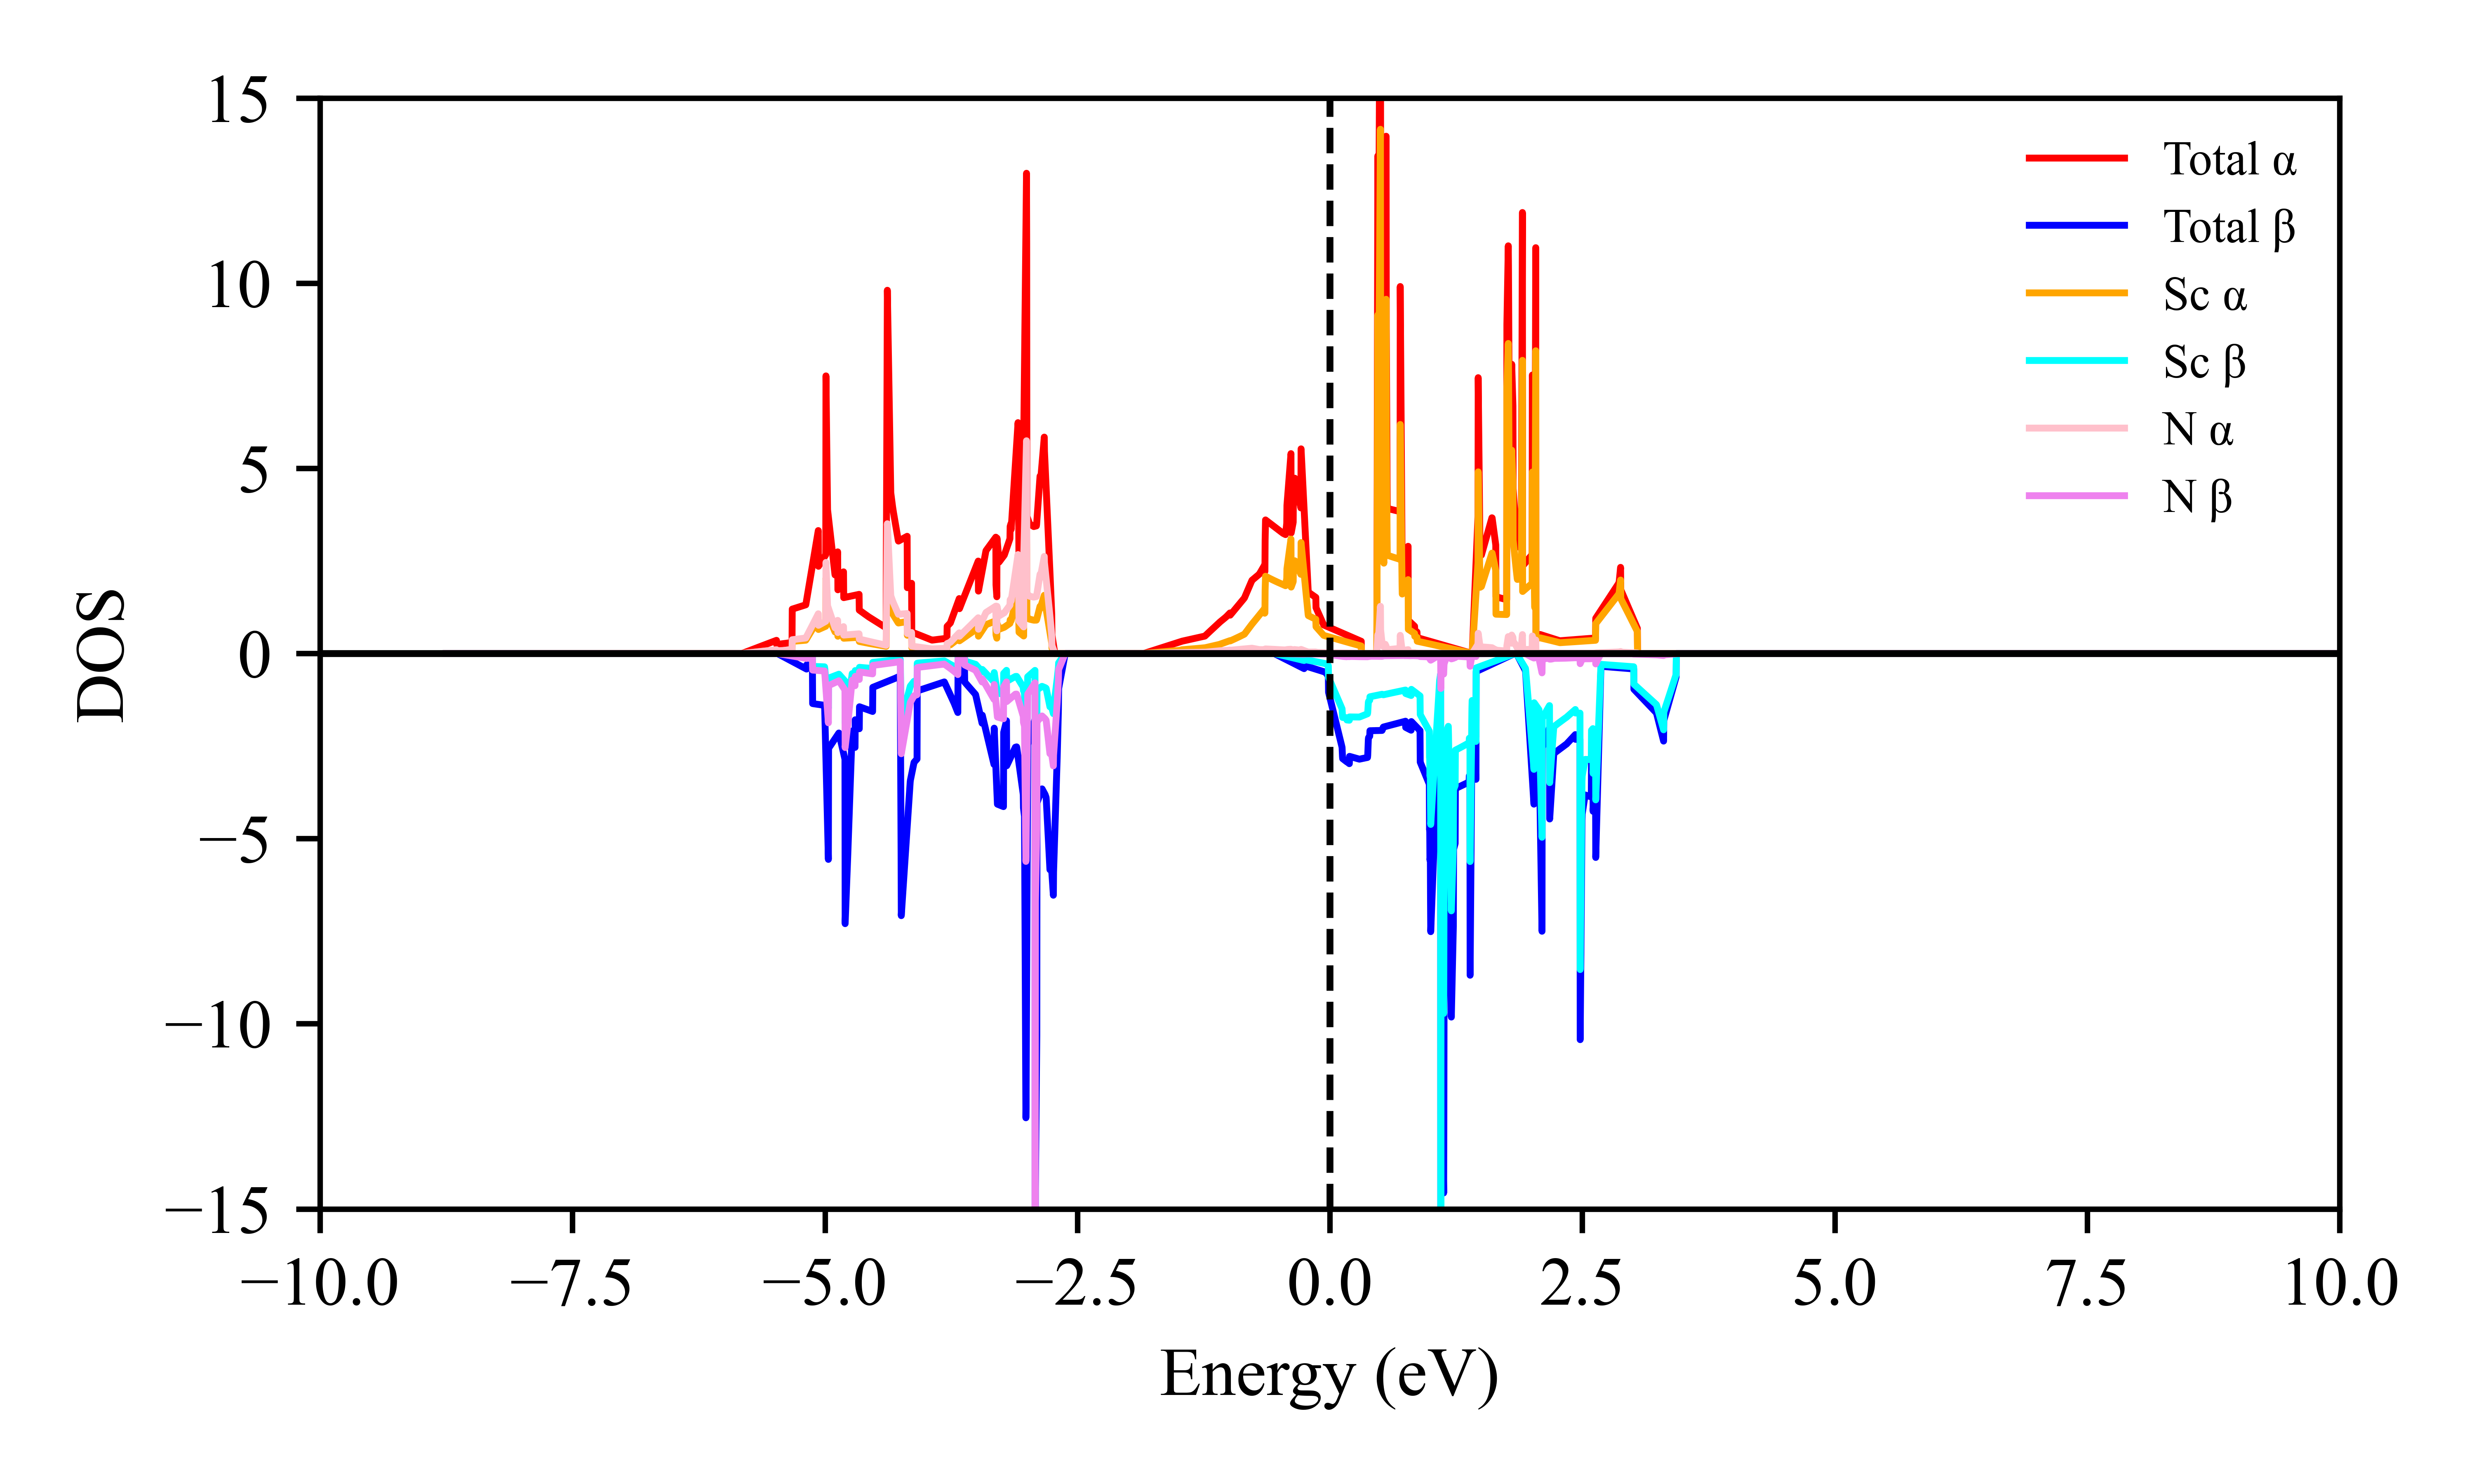 15
10
5
0
−5
−10
−15
DOS
−10.0 −7.5 −5.0 −2.5 0.0 2.5 5.0 7.5 10.0
Energy (eV)
Total α
Total β
Sc α
Sc β
N α
N β